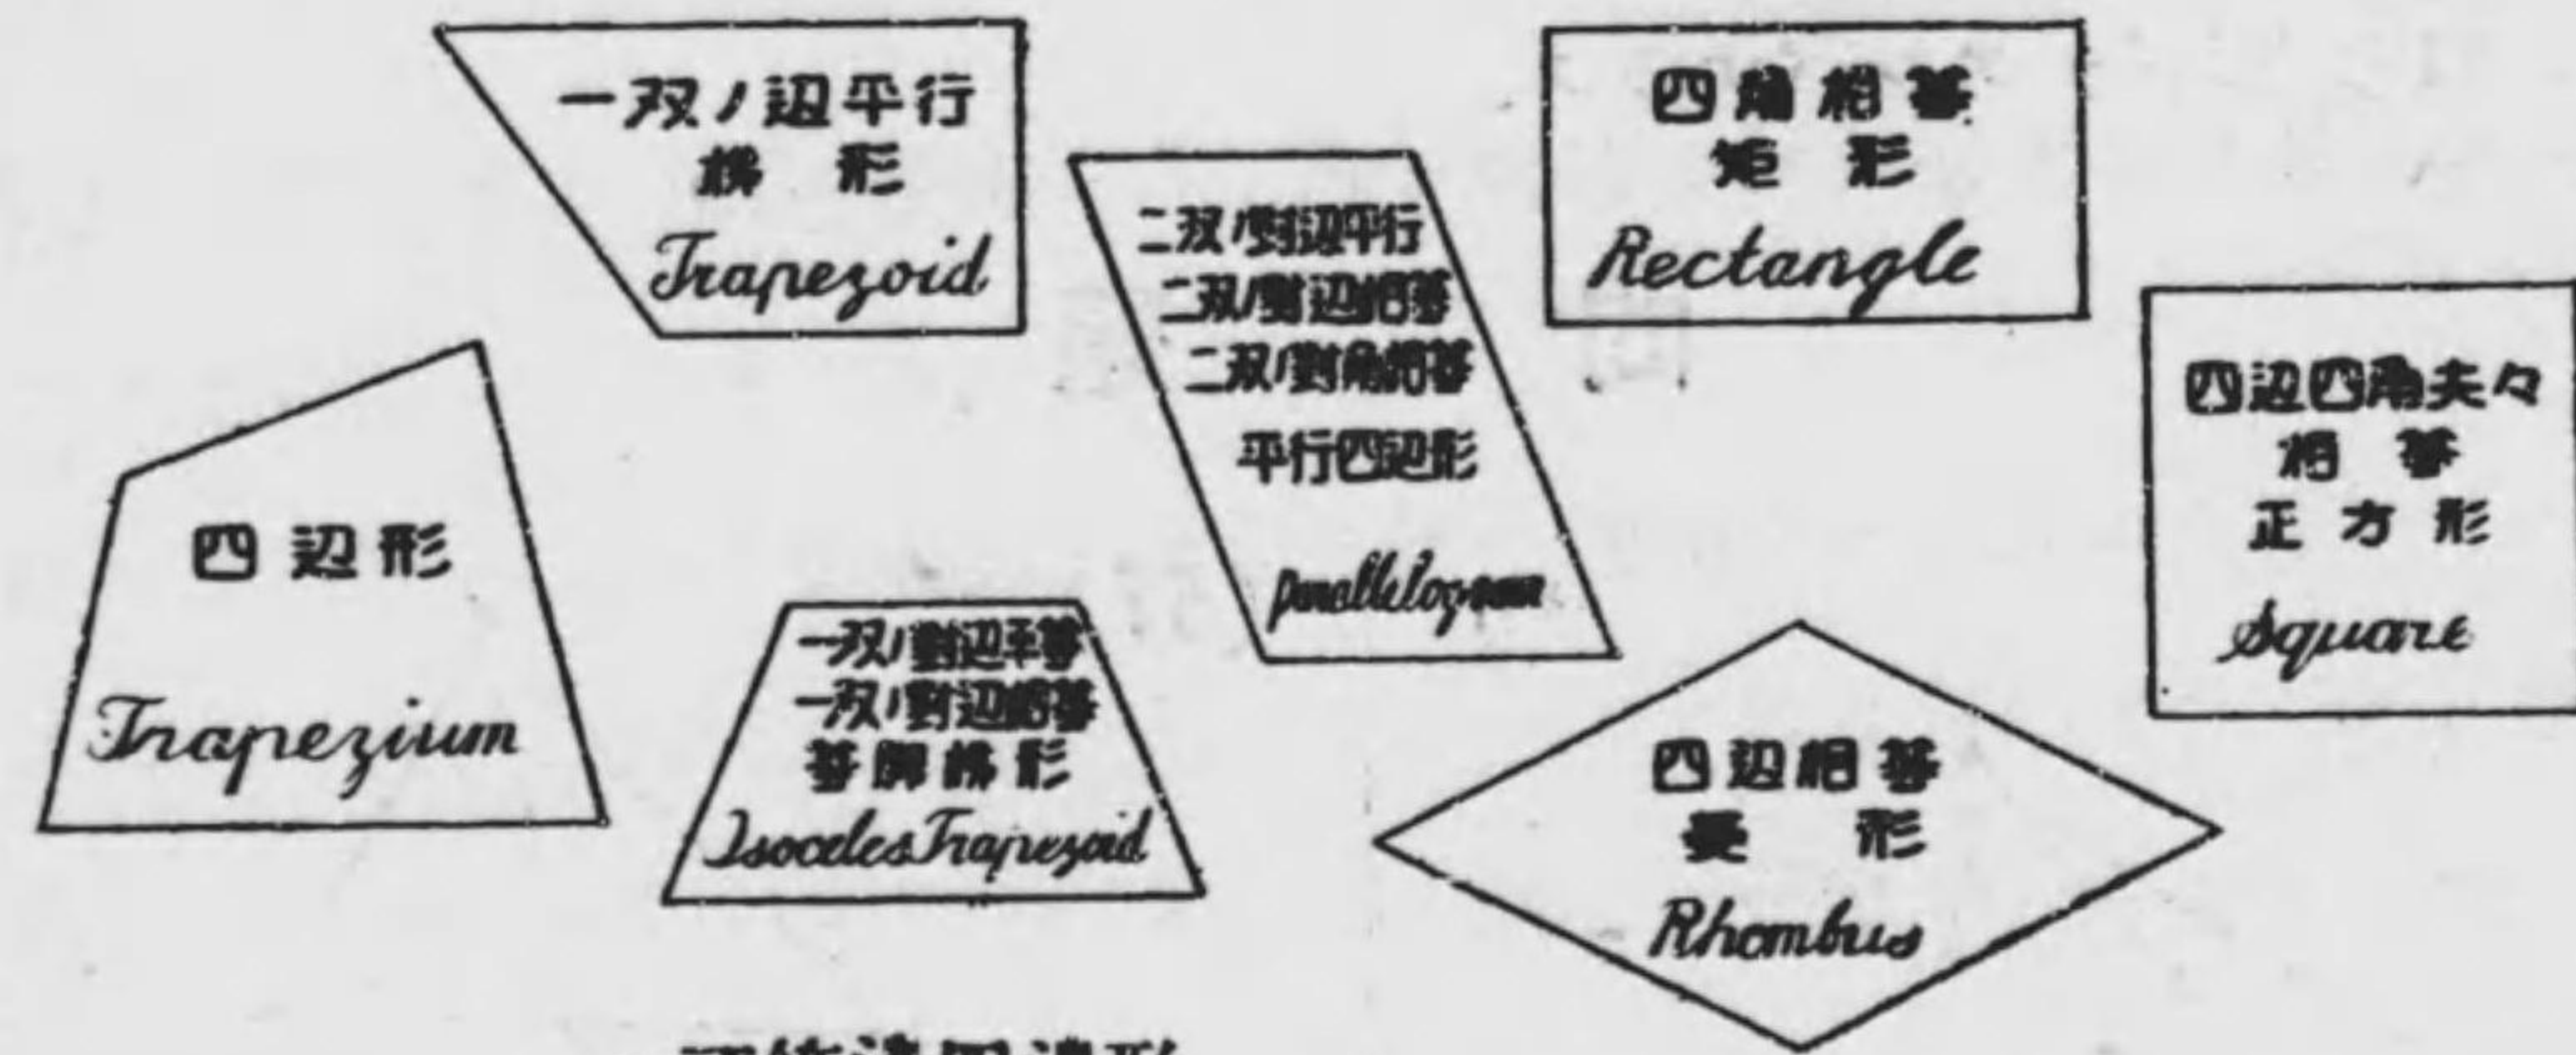 一双ノ辺平行
梯形
Trapezoid
四角相等
矩形
Rectangle
二双ノ對辺平行
二双ノ對辺相等
二双ノ對角相等
平行四辺形
parallelogram
四辺四角夫々
相等
正方形
Square
四辺形
Trapezium
一双ノ對辺平等
一双ノ對辺相等
等脚梯形
Isoceles Trapezoid
四辺相等
菱形
Rhombus